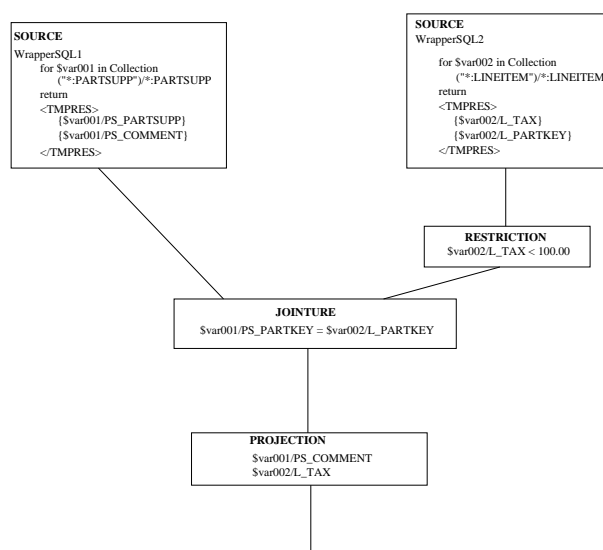 SOURCE
WrapperSQL1
for $var001 in Collection
("*:PARTSUPP")/*:PARTSUPP
return
<TMPRES>
{$var001/PS_PARTSUPP}
{$var001/PS_COMMENT}
</TMPRES>
SOURCE
WrapperSQL2
for $var002 in Collection
("*:LINEITEM")/*:LINEITEM
return
<TMPRES>
{$var002/L_TAX}
{$var002/L_PARTKEY}
</TMPRES>
RESTRICTION
$var002/L_TAX < 100.00
JOINTURE
$var001/PS_PARTKEY = $var002/L_PARTKEY
PROJECTION
$var001/PS_COMMENT
$var002/L_TAX